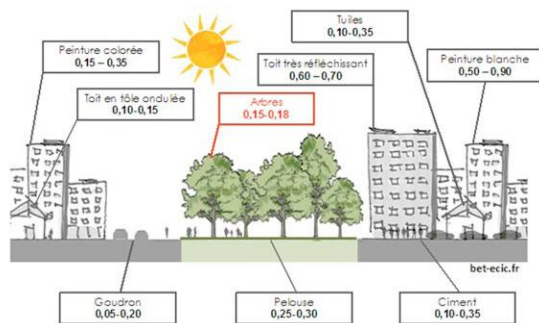 Tuiles
0,10-0,35
Peinture colorée
0,15 – 0,35
Toit très réfléchissant
0,60 – 0,70
Peinture blanche
0,50 – 0,90
Toit en tôle ondulée
0,10-0,15
Arbres
0,15-0,18
bet-ecic.fr
Goudron
0,05-0,20
Pelouse
0,25-0,30
Ciment
0,10-0,35